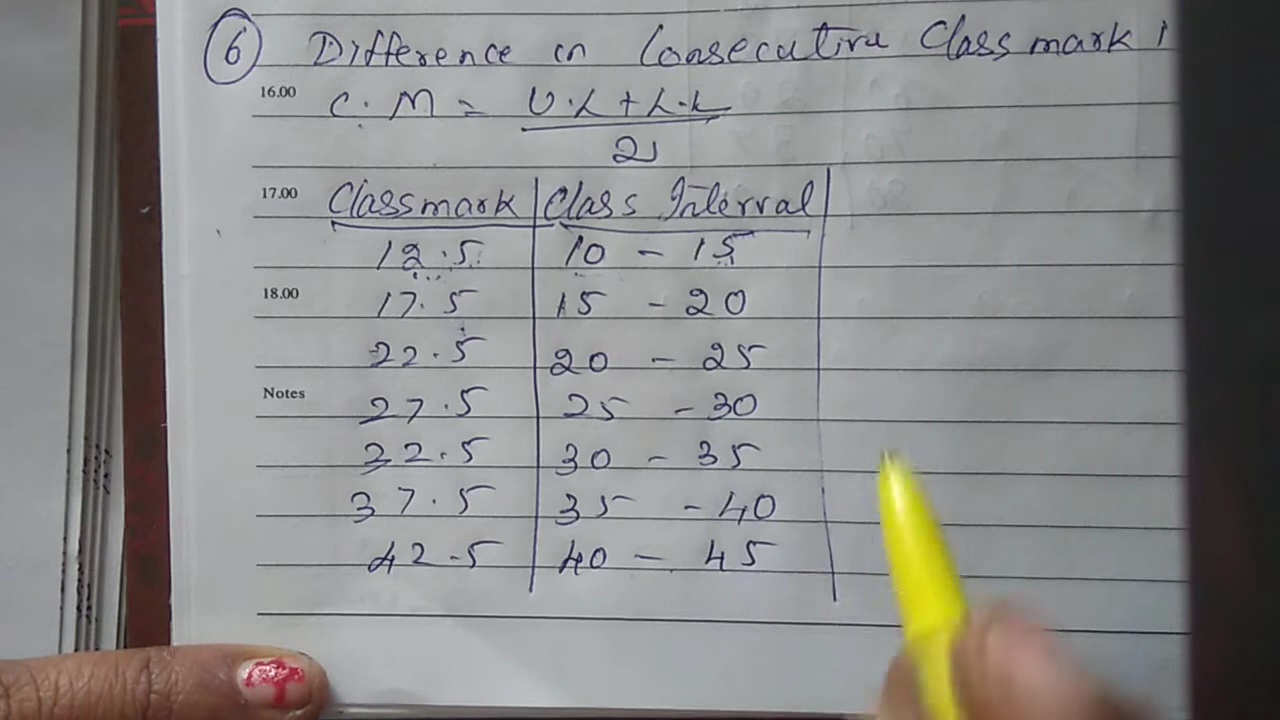 6 Difference in Consecutive Class mark
16.00 C.M = U.L + L.L
2
17.00 Classmark Class Interval
12.5 10 - 15
18.00 17.5 15 - 20
22.5 20 - 25
Notes 27.5 25 - 30
32.5 30 - 35
37.5 35 - 40
42.5 40 - 45